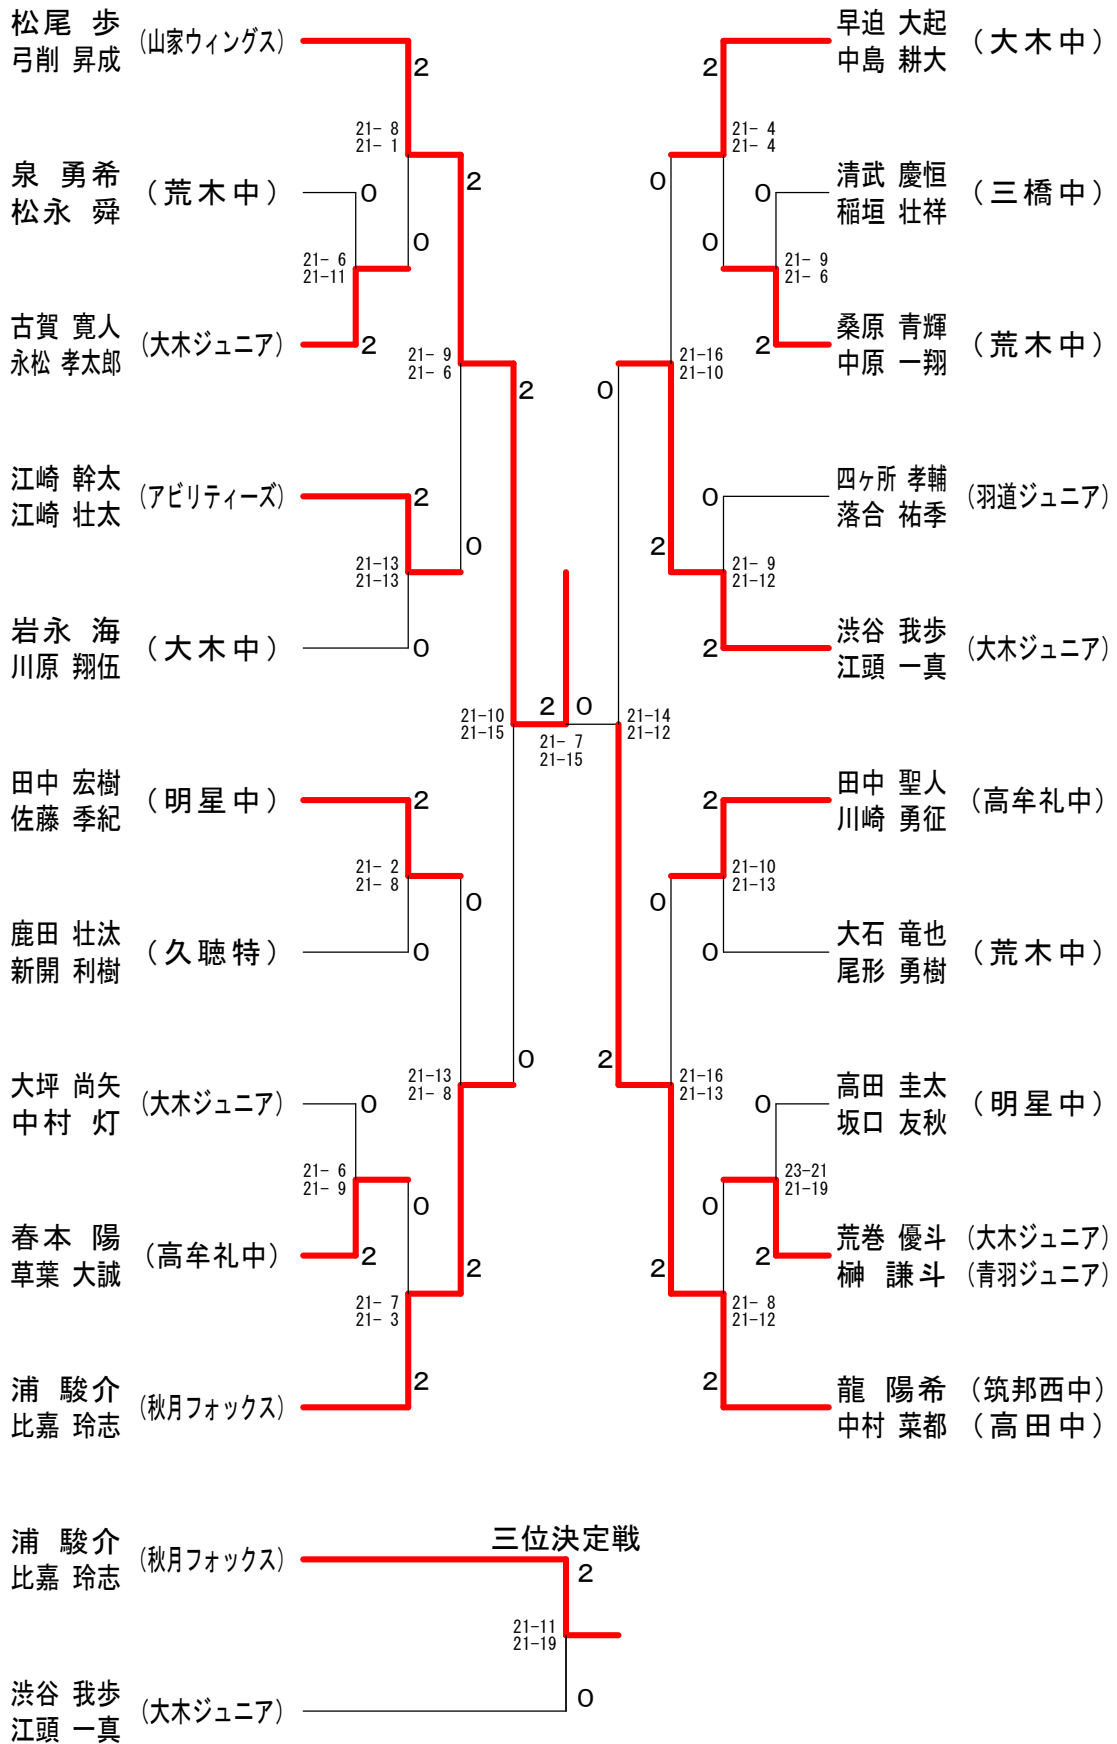 松尾 歩
弓削 昇成
(山家ウィングス)
2
21- 8
21- 1
泉 勇希
松永 舜
(荒木中)
0
2
0
21- 6
21-11
古賀 寛人
永松 孝太郎
(大木ジュニア)
2
21- 9
21- 6
2
江崎 幹太
江崎 壮太
(アビリティーズ)
2
0
21-13
21-13
岩永 海
川原 翔伍
(大木中)
0
21-10
21-15
2 0
21- 7
21-15
田中 宏樹
佐藤 季紀
(明星中)
2
21- 2
21- 8
0
鹿田 壮汰
新開 利樹
(久聴特)
0
大坪 尚矢
中村 灯
(大木ジュニア)
0
21-13
21- 8
0
21- 6
21- 9
0
春本 陽
草葉 大誠
(高牟礼中)
2
2
21- 7
21- 3
浦 駿介
比嘉 玲志
(秋月フォックス)
2
早迫 大起
中島 耕大
(大木中)
2
21- 4
21- 4
清武 慶恒
稲垣 壮祥
(三橋中)
0
0
0
21- 9
21- 6
桑原 青輝
中原 一翔
(荒木中)
2
21-16
21-10
0
四ヶ所 孝輔
落合 祐季
(羽道ジュニア)
0
2
21- 9
21-12
渋谷 我歩
江頭 一真
(大木ジュニア)
2
21-14
21-12
田中 聖人
川崎 勇征
(高牟礼中)
2
21-10
21-13
0
大石 竜也
尾形 勇樹
(荒木中)
0
2
21-16
21-13
高田 圭太
坂口 友秋
(明星中)
0
23-21
21-19
0
荒巻 優斗 (大木ジュニア)
榊 謙斗 (青羽ジュニア)
2
2
21- 8
21-12
龍 陽希 (筑邦西中)
中村 菜都 (高田中)
2
三位決定戦
浦 駿介
比嘉 玲志
(秋月フォックス)
2
21-11
21-19
渋谷 我歩
江頭 一真
(大木ジュニア)
0